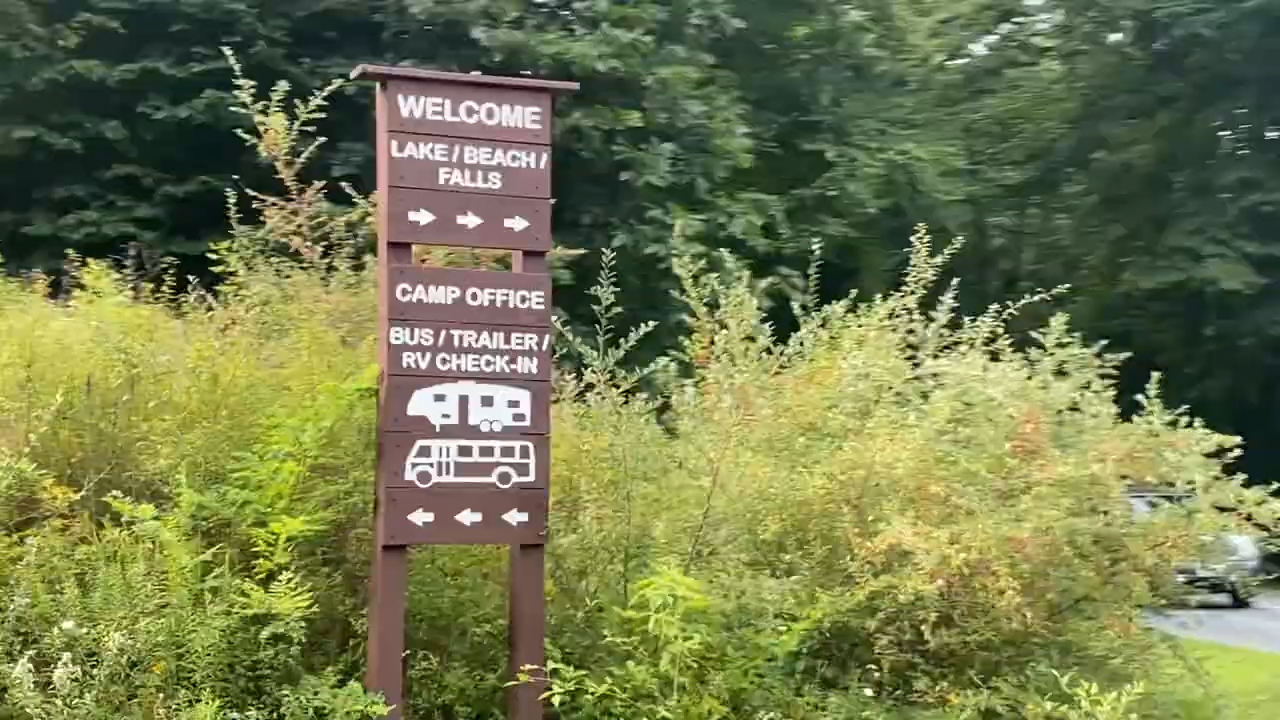 WELCOME
LAKE / BEACH /
FALLS
CAMP OFFICE
BUS / TRAILER /
RV CHECK-IN